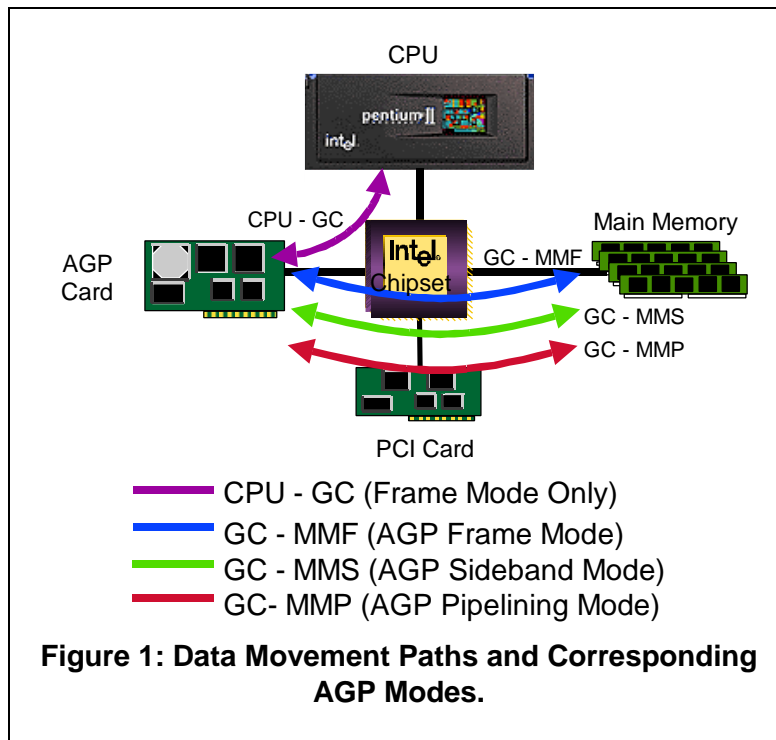 CPU
pentium II
intel
CPU - GC
Main Memory
AGP
Card
intel
Chipset
GC - MMF
GC - MMS
GC - MMP
PCI Card
CPU - GC (Frame Mode Only)
GC - MMF (AGP Frame Mode)
GC - MMS (AGP Sideband Mode)
GC- MMP (AGP Pipelining Mode)
Figure 1: Data Movement Paths and Corresponding
AGP Modes.